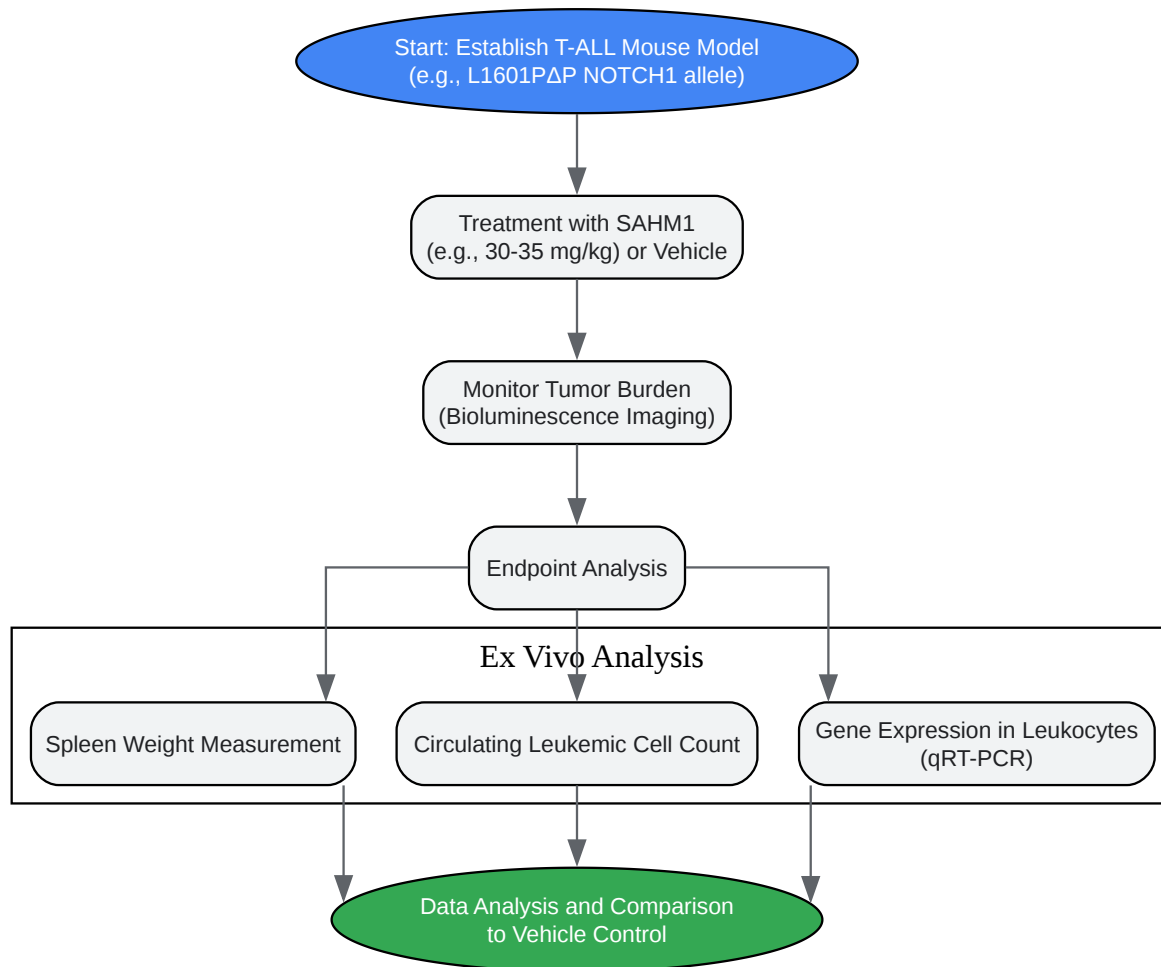 Start: Establish T-ALL Mouse Model
(e.g., L1601PΔP NOTCH1 allele)
Treatment with SAHM1
(e.g., 30-35 mg/kg) or Vehicle
Monitor Tumor Burden
(Bioluminescence Imaging)
Endpoint Analysis
Ex Vivo Analysis
Spleen Weight Measurement
Circulating Leukemic Cell Count
Gene Expression in Leukocytes
(qRT-PCR)
Data Analysis and Comparison
to Vehicle Control